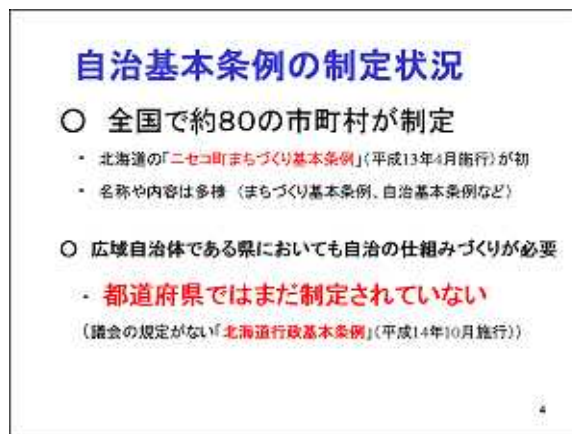 自治基本条例の制定状況
○ 全国で約80の市町村が制定
・ 北海道の「ニセコ町まちづくり基本条例」(平成13年4月施行)が初
・ 名称や内容は多様 (まちづくり基本条例、自治基本条例など)
○ 広域自治体である県においても自治の仕組みづくりが必要
・ 都道府県ではまだ制定されていない
(議会の規定がない「北海道行政基本条例」(平成14年10月施行))
4